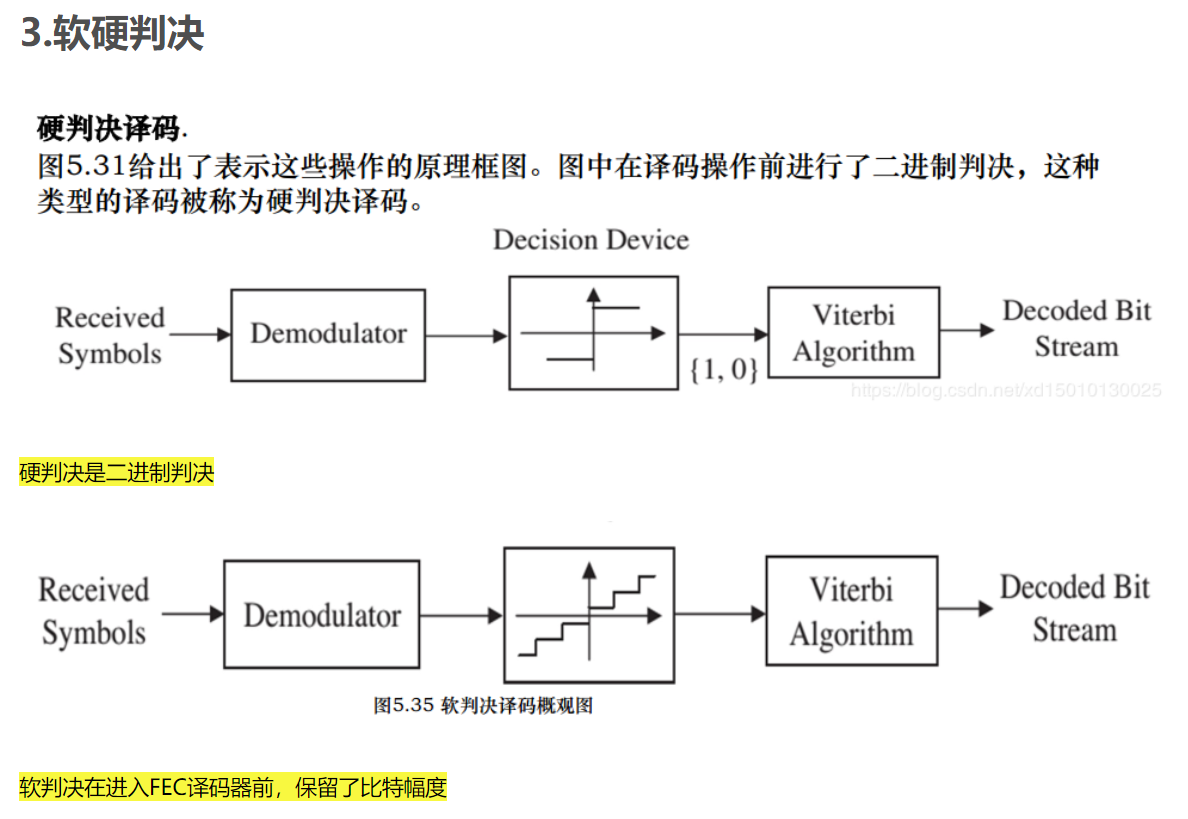 3.软硬判决
硬判决译码.
图5.31给出了表示这些操作的原理框图。图中在译码操作前进行了二进制判决，这种
类型的译码被称为硬判决译码。
Decision Device
Received
Symbols
Demodulator
{1, 0}
Viterbi
Algorithm
Decoded Bit
Stream
https://blog.csdn.net/xd15010130025
硬判决是二进制判决
Received
Symbols
Demodulator
Viterbi
Algorithm
Decoded Bit
Stream
图5.35 软判决译码概观图
软判决在进入FEC译码器前，保留了比特幅度